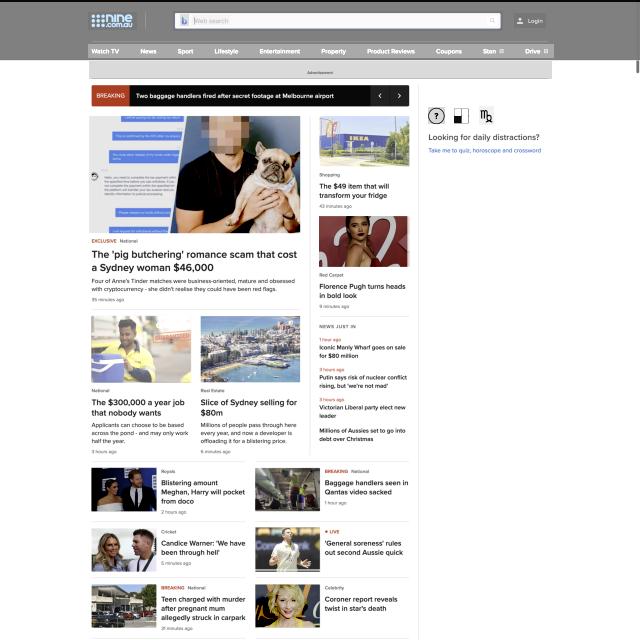 nine
.com.au
Web search
Login
Watch TV
News
Sport
Lifestyle
Entertainment
Property
Product Reviews
Coupons
Stan
Drive
Advertisement
BREAKING
Two baggage handlers fired after secret footage at Melbourne airport
IKEA
EXCLUSIVE National
The 'pig butchering' romance scam that cost
a Sydney woman $46,000
Four of Anne's Tinder matches were business-oriented, mature and obsessed
with cryptocurrency - she didn't realise they could have been red flags.
35 minutes ago
Shopping
The $49 item that will
transform your fridge
43 minutes ago
Red Carpet
Florence Pugh turns heads
in bold look
9 minutes ago
NEWS JUST IN
1 hour ago
Iconic Manly Wharf goes on sale
for $80 million
3 hours ago
Putin says risk of nuclear conflict
rising, but 'we're not mad'
3 hours ago
Victorian Liberal party elect new
leader
Millions of Aussies set to go into
debt over Christmas
?
Looking for daily distractions?
Take me to quiz, horoscope and crossword
National
The $300,000 a year job
that nobody wants
Applicants can choose to be based
across the pond - and may only work
half the year.
3 hours ago
Real Estate
Slice of Sydney selling for
$80m
Millions of people pass through here
every year, and now a developer is
offloading it for a blistering price.
6 minutes ago
Royals
Blistering amount
Meghan, Harry will pocket
from doco
2 hours ago
BREAKING National
Baggage handlers seen in
Qantas video sacked
1 hour ago
Cricket
Candice Warner: 'We have
been through hell'
5 minutes ago
LIVE
'General soreness' rules
out second Aussie quick
BREAKING National
Teen charged with murder
after pregnant mum
allegedly struck in carpark
31 minutes ago
Celebrity
Coroner report reveals
twist in star's death